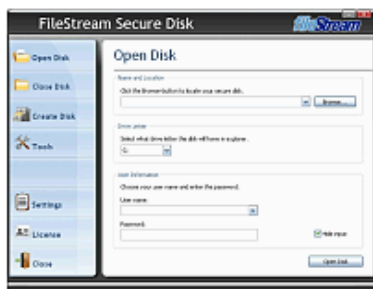 FileStream Secure Disk
FileStream
Open Disk
Close Disk
Create Disk
Tools
Settings
License
Close
Open Disk
Name and Location
Click the Browse button to locate your secure disk.
Browse...
Drive Letter
Select what drive letter the disk will have in explorer.
G:
User Information
Choose your user name and enter the password.
User name:
Password:
Hide input
Open Disk